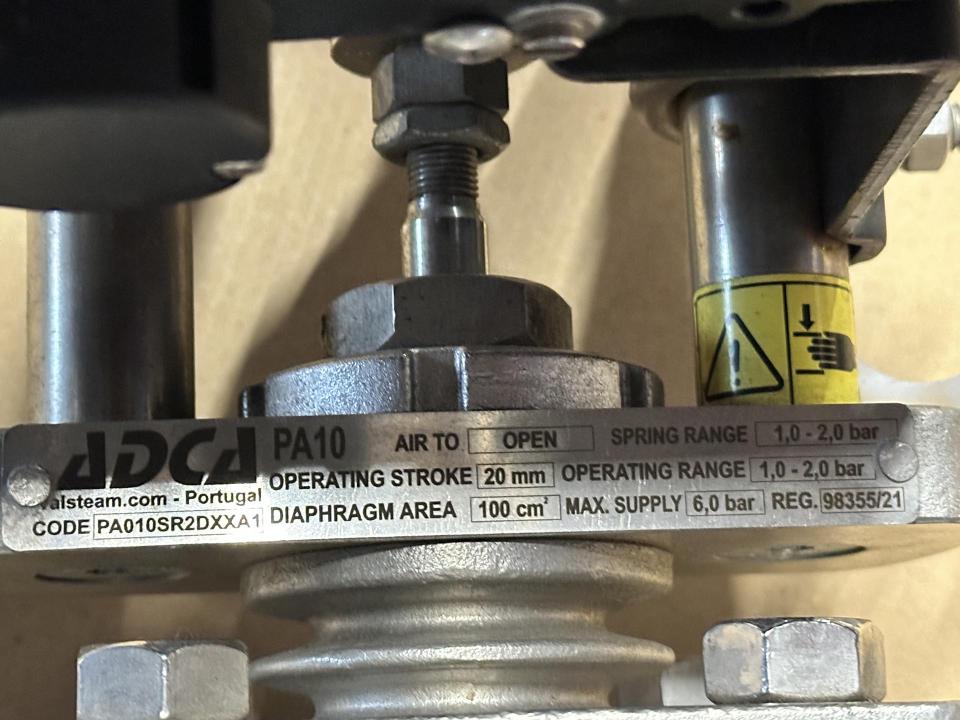 ADCA PA10 AIR TO OPEN SPRING RANGE 1,0 - 2,0 bar
OPERATING STROKE 20 mm OPERATING RANGE 1,0 - 2,0 bar
valsteam.com - Portugal
CODE PA010SR2DXXA1 DIAPHRAGM AREA 100 cm² MAX. SUPPLY 6,0 bar REG. 98355/21